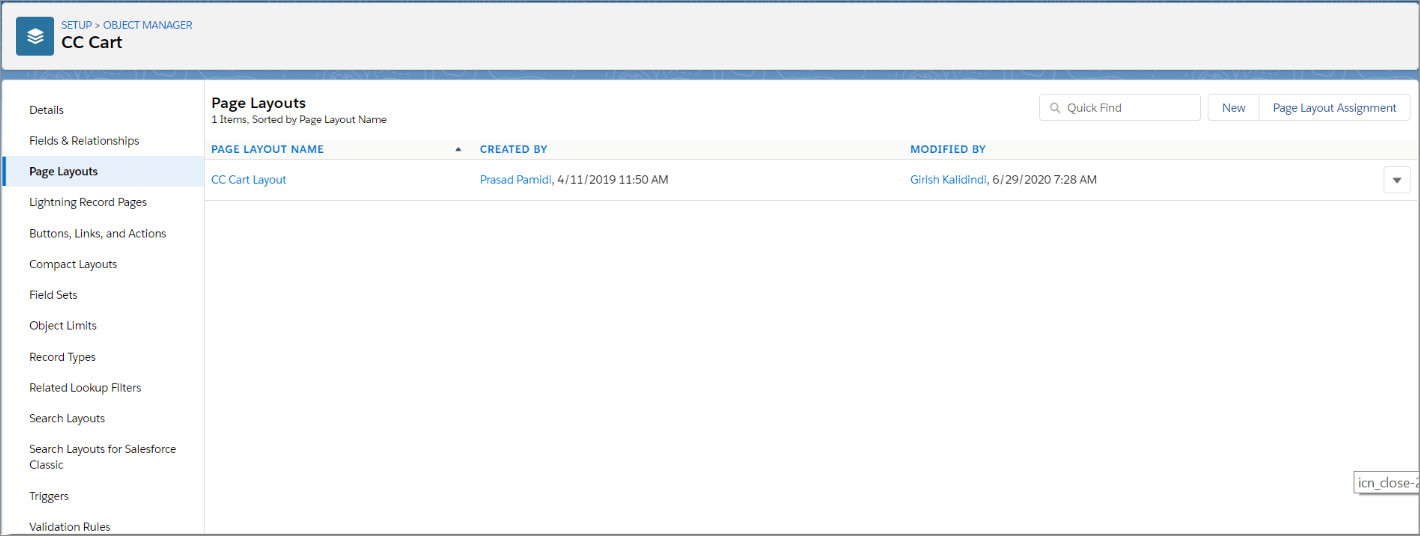 SETUP > OBJECT MANAGER
CC Cart
Details
Fields & Relationships
Page Layouts
Lightning Record Pages
Buttons, Links, and Actions
Compact Layouts
Field Sets
Object Limits
Record Types
Related Lookup Filters
Search Layouts
Search Layouts for Salesforce
Classic
Triggers
Validation Rules
Page Layouts
1 Items, Sorted by Page Layout Name
Quick Find
New
Page Layout Assignment
PAGE LAYOUT NAME CREATED BY MODIFIED BY
CC Cart Layout Prasad Pamidi, 4/11/2019 11:50 AM Girish Kalidindi, 6/29/2020 7:28 AM
icn_close-2